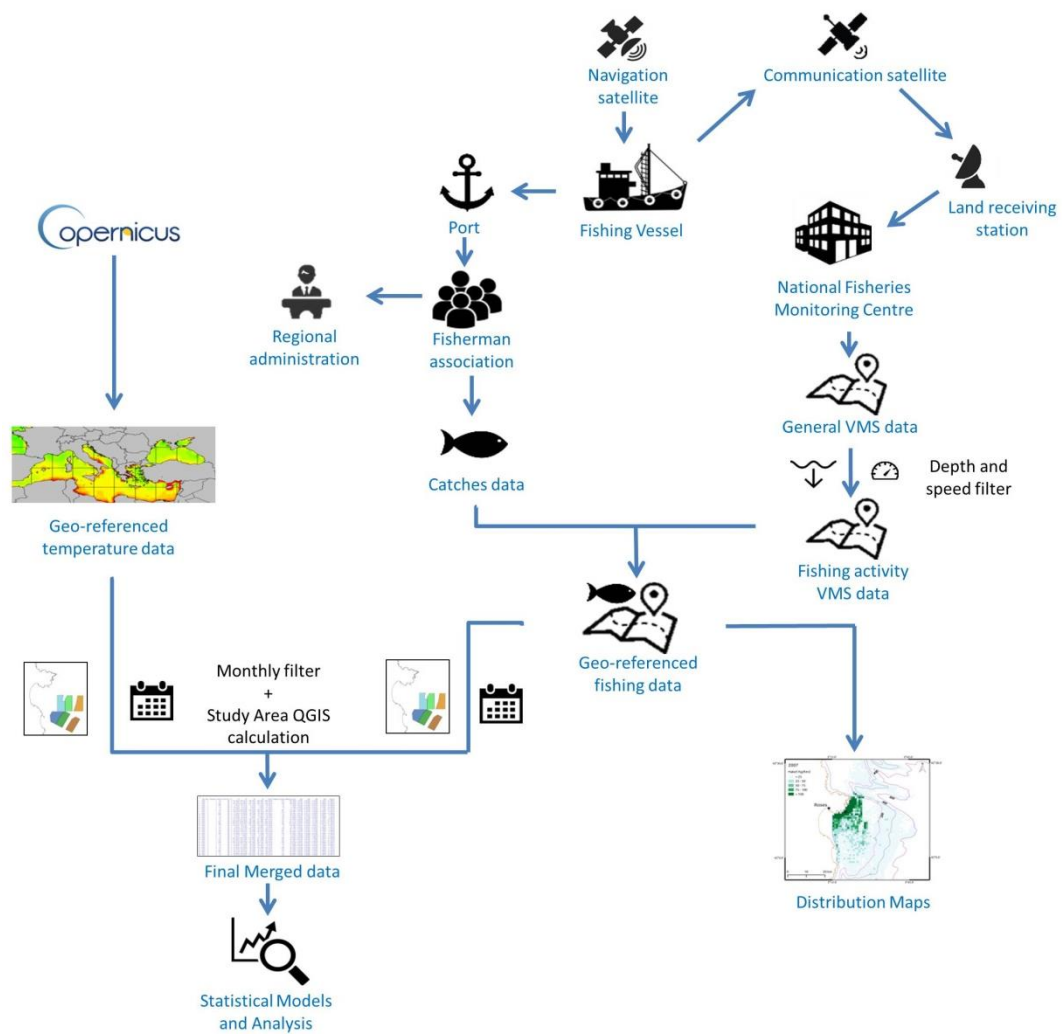 Navigation
satellite
Communication satellite
Land receiving
station
Port
Fishing Vessel
Copernicus
National Fisheries
Monitoring Centre
Regional
administration
Fisherman
association
General VMS data
Depth and
speed filter
Catches data
Geo-referenced
temperature data
Fishing activity
VMS data
Geo-referenced
fishing data
Monthly filter
+
Study Area QGIS
calculation
Final Merged data
Distribution Maps
Statistical Models
and Analysis